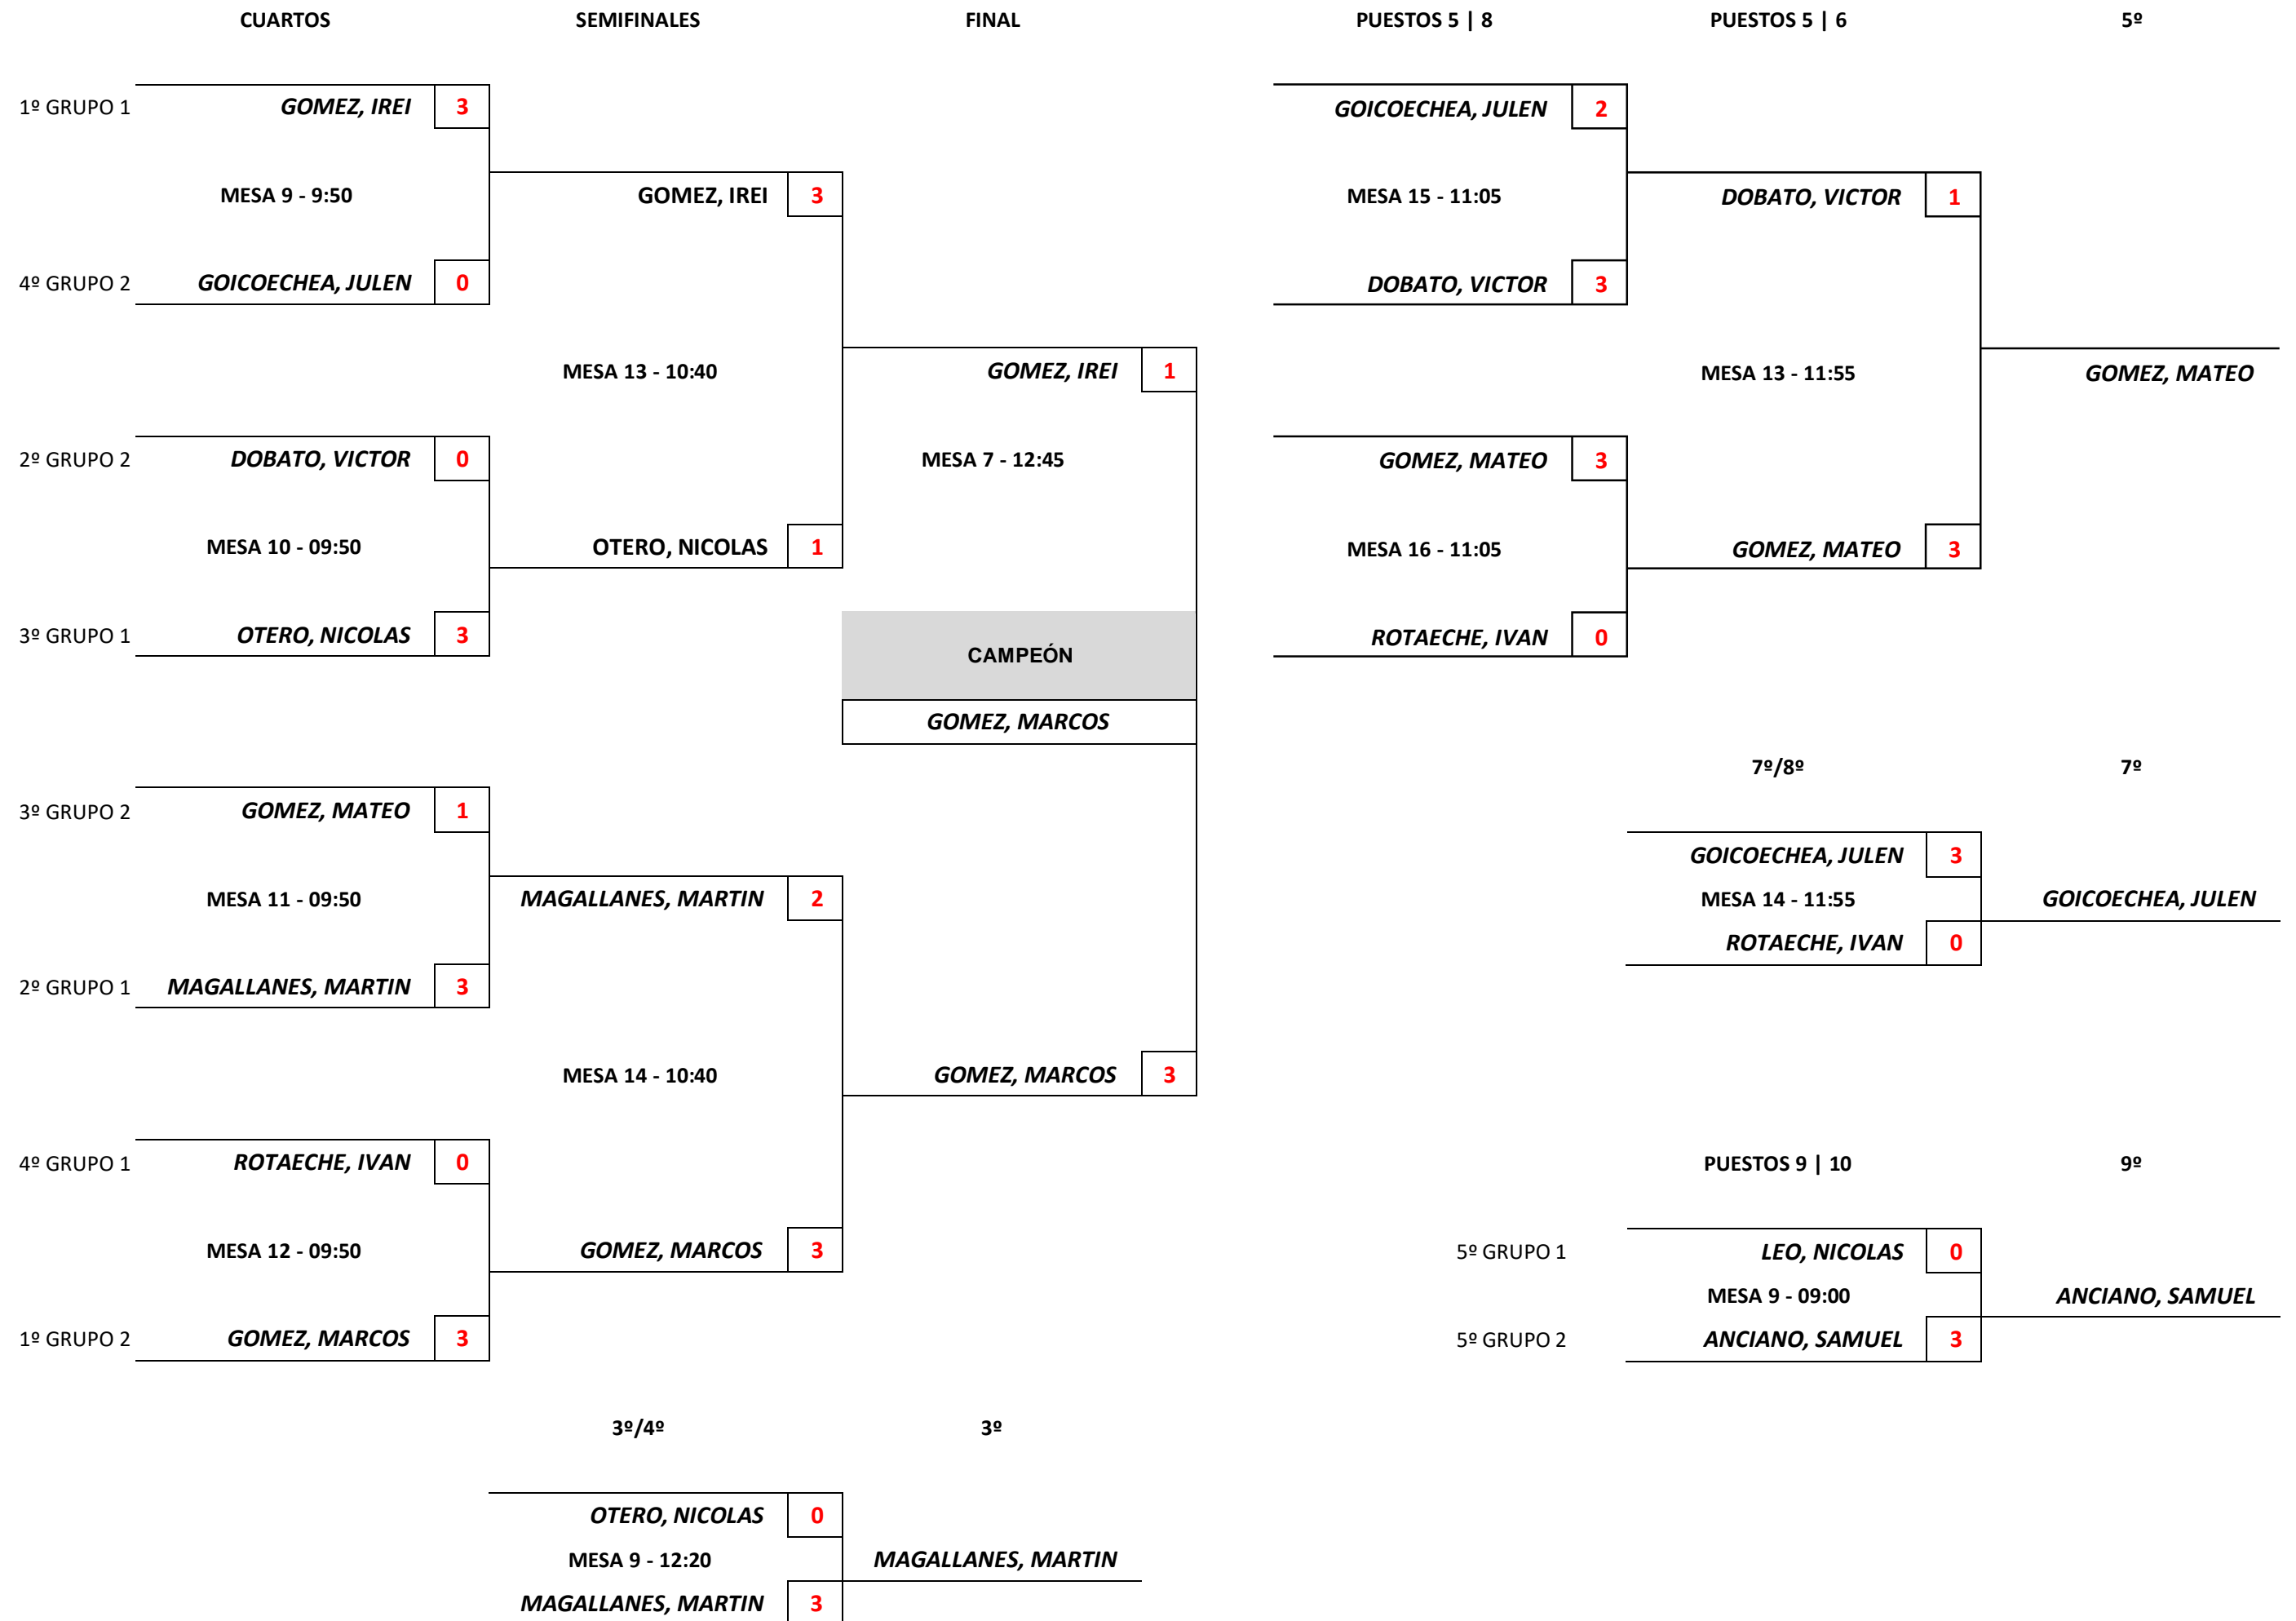 CUARTOS SEMIFINALES FINAL PUESTOS 5 | 8 PUESTOS 5 | 6 5º
1º GRUPO 1 GOMEZ, IREI 3 GOICOECHEA, JULEN 2
MESA 9 - 9:50 GOMEZ, IREI 3 MESA 15 - 11:05 DOBATO, VICTOR 1
4º GRUPO 2 GOICOECHEA, JULEN 0 DOBATO, VICTOR 3
MESA 13 - 10:40 GOMEZ, IREI 1 MESA 13 - 11:55 GOMEZ, MATEO
2º GRUPO 2 DOBATO, VICTOR 0 MESA 7 - 12:45 GOMEZ, MATEO 3
MESA 10 - 09:50 OTERO, NICOLAS 1 MESA 16 - 11:05 GOMEZ, MATEO 3
3º GRUPO 1 OTERO, NICOLAS 3 ROTAECHE, IVAN 0
CAMPEÓN
GOMEZ, MARCOS
7º/8º 7º
3º GRUPO 2 GOMEZ, MATEO 1
GOICOECHEA, JULEN 3
MESA 11 - 09:50 MAGALLANES, MARTIN 2 MESA 14 - 11:55 GOICOECHEA, JULEN
ROTAECHE, IVAN 0
2º GRUPO 1 MAGALLANES, MARTIN 3
MESA 14 - 10:40 GOMEZ, MARCOS 3
4º GRUPO 1 ROTAECHE, IVAN 0 PUESTOS 9 | 10 9º
MESA 12 - 09:50 GOMEZ, MARCOS 3 5º GRUPO 1 LEO, NICOLAS 0
MESA 9 - 09:00 ANCIANO, SAMUEL
1º GRUPO 2 GOMEZ, MARCOS 3 5º GRUPO 2 ANCIANO, SAMUEL 3
3º/4º 3º
OTERO, NICOLAS 0
MESA 9 - 12:20 MAGALLANES, MARTIN
MAGALLANES, MARTIN 3